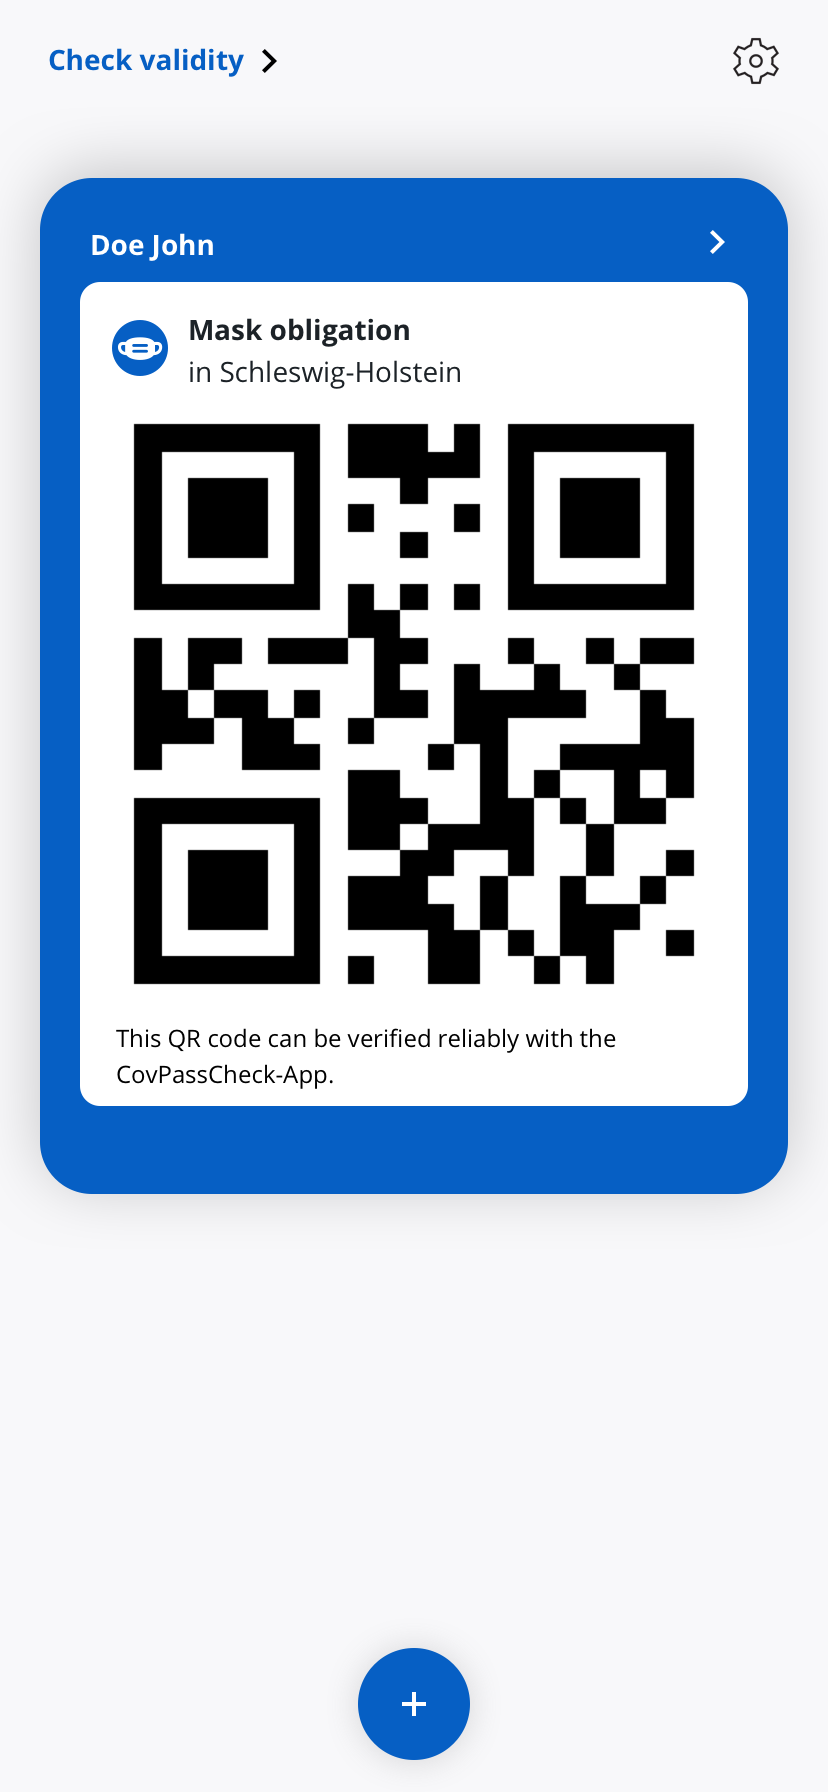 Check validity
Doe John
Mask obligation
in Schleswig-Holstein
This QR code can be verified reliably with the
CovPassCheck-App.